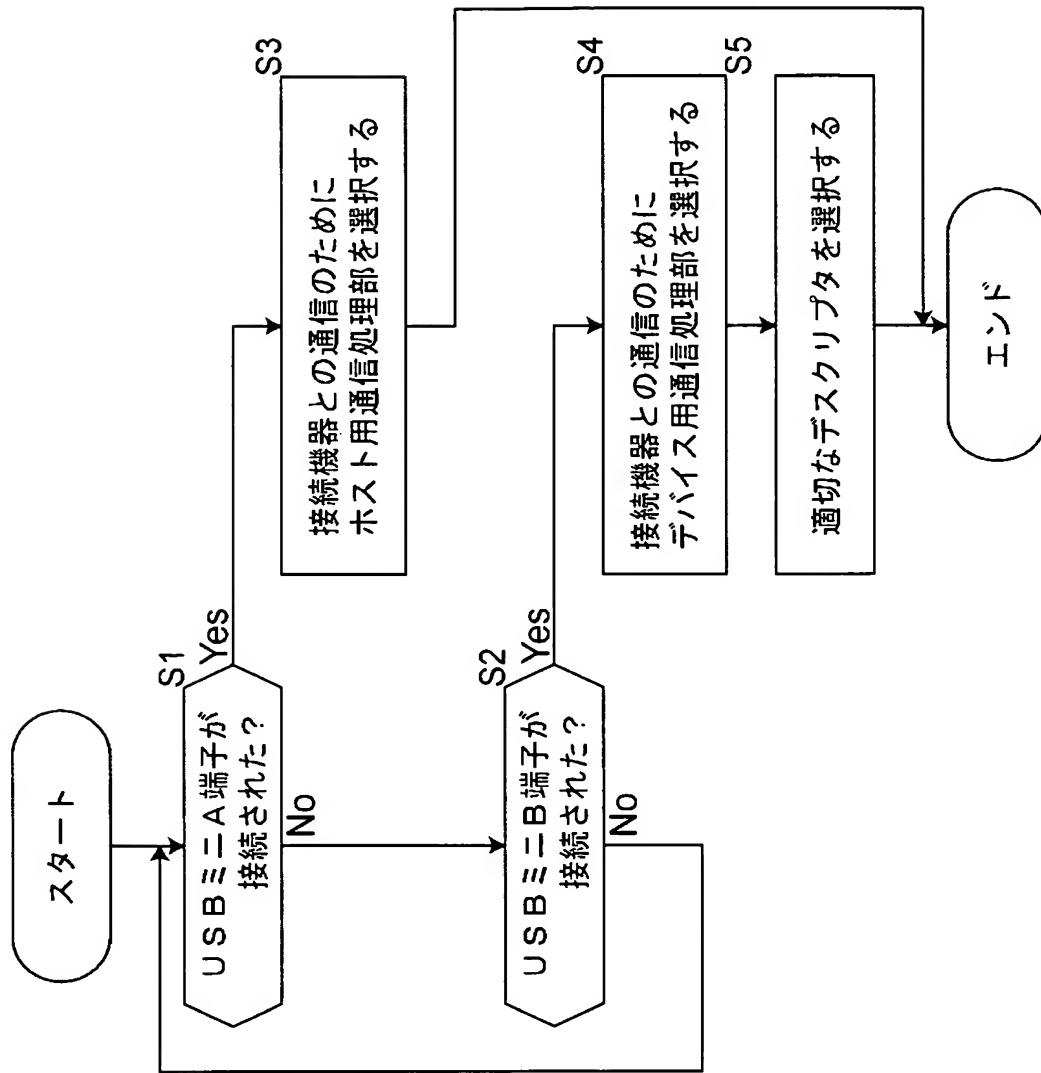 スタート
S1
USBミニA端子が
接続された?
Yes
No
S3
接続機器との通信のために
ホスト用通信処理部を選択する
S2
USBミニB端子が
接続された?
Yes
No
S4
接続機器との通信のために
デバイス用通信処理部を選択する
S5
適切なデスクリプタを選択する
エンド